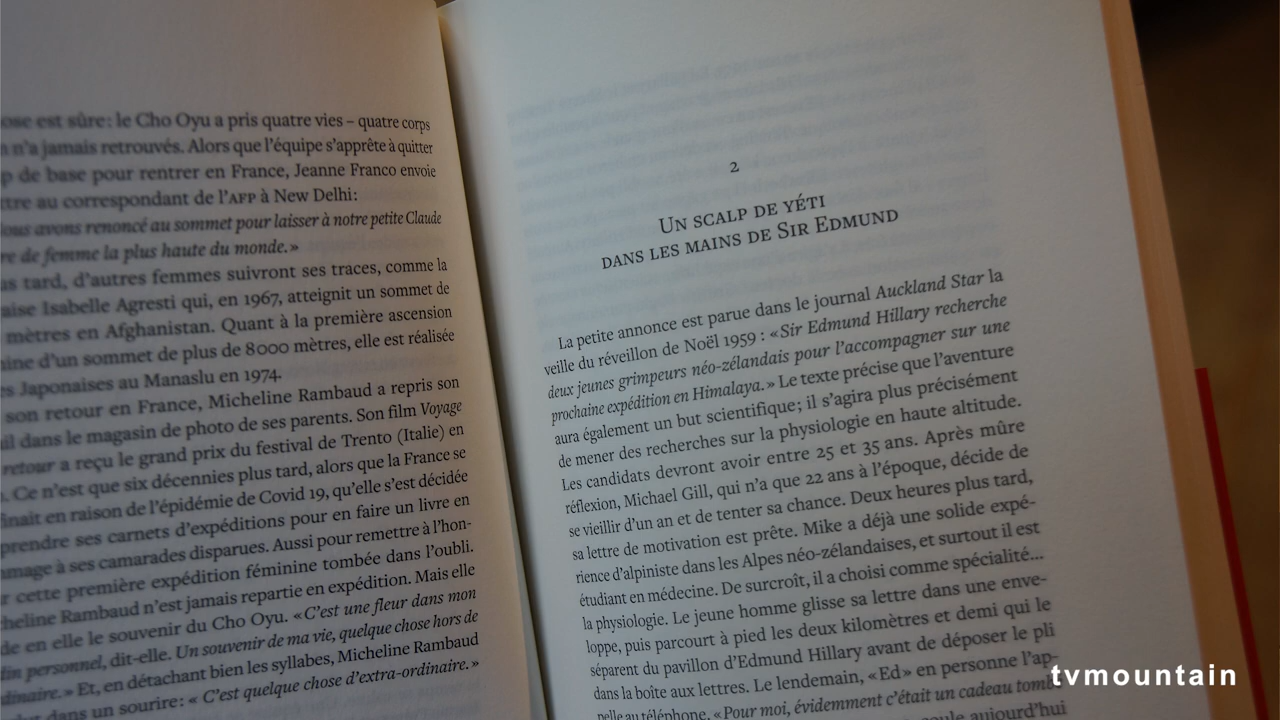 ose est sûre : le Cho Oyu a pris quatre vies – quatre corps
n n'a jamais retrouvés. Alors que l'équipe s'apprête à quitter
p de base pour rentrer en France, Jeanne Franco envoie
ttre au correspondant de l'AFP à New Delhi :
ous avons renoncé au sommet pour laisser à notre petite Claude
re de femme la plus haute du monde. »
as tard, d'autres femmes suivront ses traces, comme la
aise Isabelle Agresti qui, en 1967, atteignit un sommet de
mètres en Afghanistan. Quant à la première ascension
ine d'un sommet de plus de 8000 mètres, elle est réalisée
es Japonaises au Manaslu en 1974.
son retour en France, Micheline Rambaud a repris son
il dans le magasin de photo de ses parents. Son film Voyage
retour a reçu le grand prix du festival de Trento (Italie) en
. Ce n'est que six décennies plus tard, alors que la France se
finait en raison de l'épidémie de Covid 19, qu'elle s'est décidée
prendre ses carnets d'expéditions pour en faire un livre en
mage à ses camarades disparues. Aussi pour remettre à l'hon-
r cette première expédition féminine tombée dans l'oubli.
heline Rambaud n'est jamais repartie en expédition. Mais elle
de en elle le souvenir du Cho Oyu. « C'est une fleur dans mon
fin personnel, dit-elle. Un souvenir de ma vie, quelque chose hors de
dinaire. » Et, en détachant bien les syllabes, Micheline Rambaud
dans un sourire : « C'est quelque chose d'extra-ordinaire. »
2
UN SCALP DE YÉTI
DANS LES MAINS DE SIR EDMUND
La petite annonce est parue dans le journal Auckland Star la
veille du réveillon de Noël 1959 : « Sir Edmund Hillary recherche
deux jeunes grimpeurs néo-zélandais pour l'accompagner sur une
prochaine expédition en Himalaya. » Le texte précise que l'aventure
aura également un but scientifique ; il s'agira plus précisément
de mener des recherches sur la physiologie en haute altitude.
Les candidats devront avoir entre 25 et 35 ans. Après mûre
réflexion, Michael Gill, qui n'a que 22 ans à l'époque, décide de
se vieillir d'un an et de tenter sa chance. Deux heures plus tard,
sa lettre de motivation est prête. Mike a déjà une solide expé-
rience d'alpiniste dans les Alpes néo-zélandaises, et surtout il est
étudiant en médecine. De surcroît, il a choisi comme spécialité...
la physiologie. Le jeune homme glisse sa lettre dans une enve-
loppe, puis parcourt à pied les deux kilomètres et demi qui le
séparent du pavillon d'Edmund Hillary avant de déposer le pli
dans la boîte aux lettres. Le lendemain, « Ed » en personne l'ap-
pelle au téléphone. « Pour moi, évidemment c'était un cadeau tombé
aujourd'hui
tvmountain